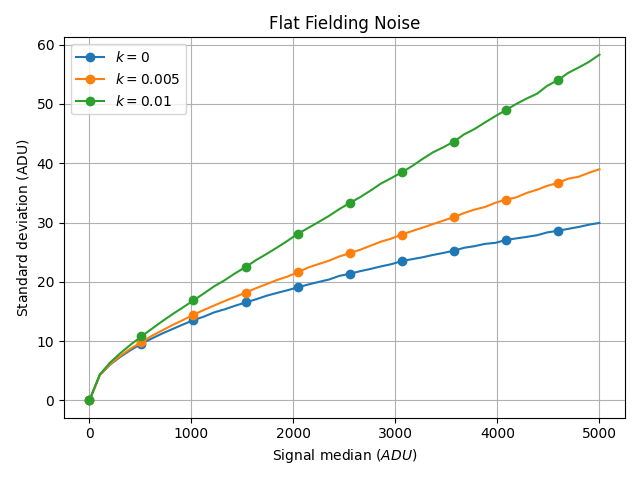 Flat Fielding Noise
k = 0
k = 0.005
k = 0.01
Standard deviation (ADU)
60
50
40
30
20
10
0
0 1000 2000 3000 4000 5000
Signal median (ADU)